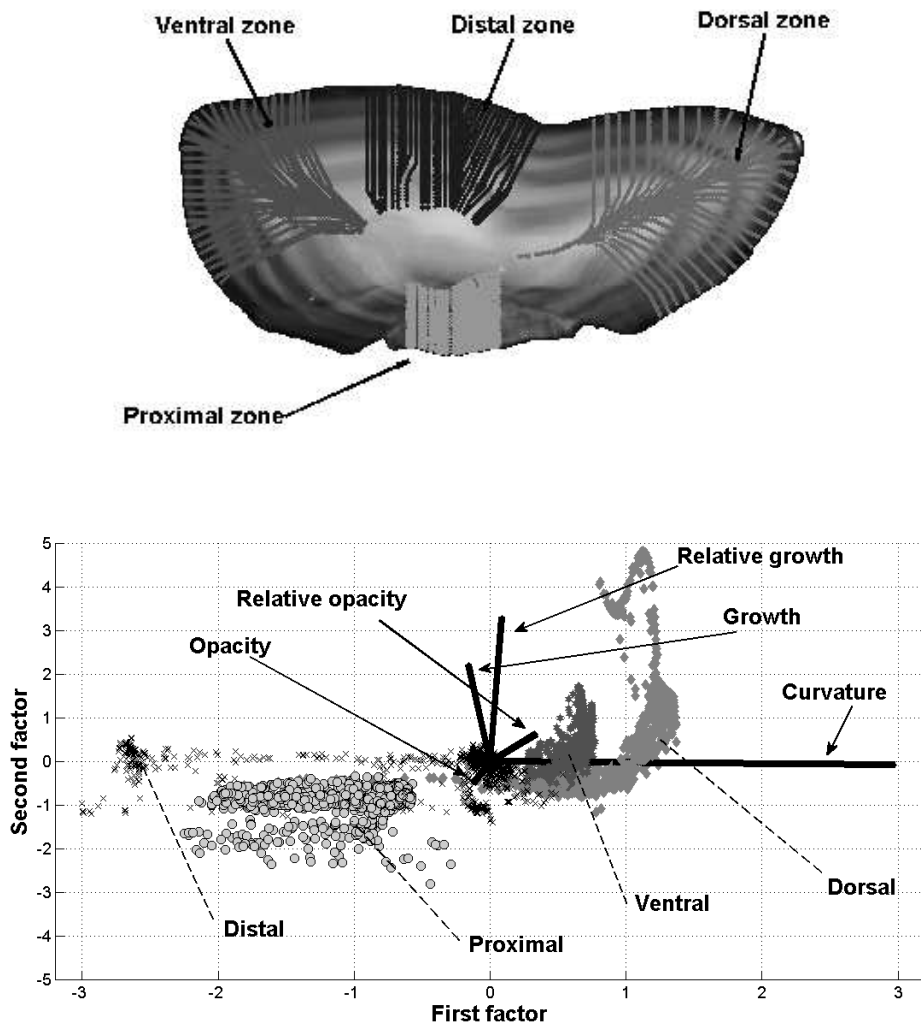 Ventral zone
Distal zone
Dorsal zone
Proximal zone
5
4
3
2
1
0
-1
-2
-3
-4
-5
Second factor
Relative growth
Relative opacity
Growth
Opacity
Curvature
Dorsal
Ventral
Distal
Proximal
-3
-2
-1
0
1
2
3
First factor